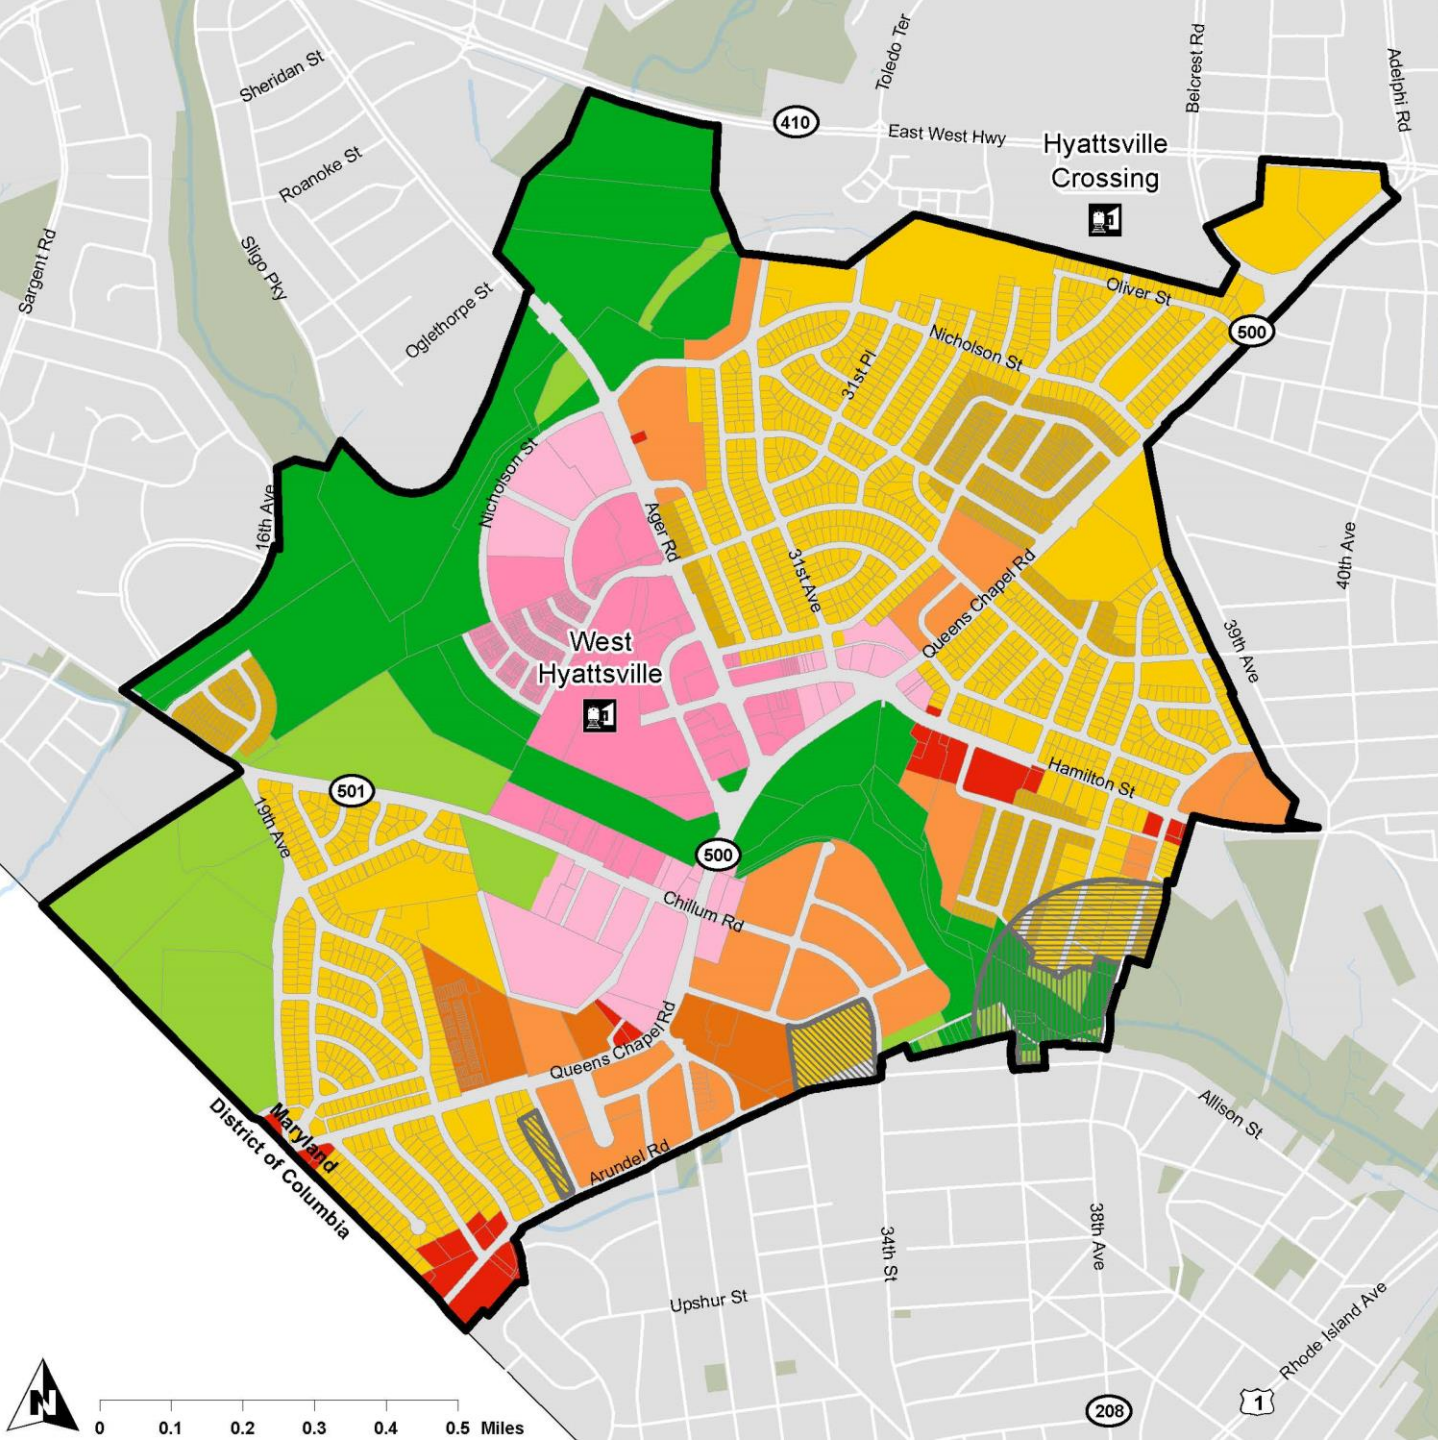 Toledo Ter
Belcrest Rd
Adelphi Rd
Sheridan St
410
East West Hwy
Hyattsville
Crossing
Roanoke St
Sargent Rd
Sligo Pky
Oliver St
Oglethorpe St
500
Nicholson St
31st Pl
Nicholson St
16th Ave
Ager Rd
31st Ave
40th Ave
Queens Chapel Rd
39th Ave
West
Hyattsville
Hamilton St
501
19th Ave
500
Chillum Rd
Queens Chapel Rd
Maryland
District of Columbia
Allison St
Arundel Rd
34th St
38th Ave
Upshur St
Rhode Island Ave
N
0 0.1 0.2 0.3 0.4 0.5 Miles
208
1